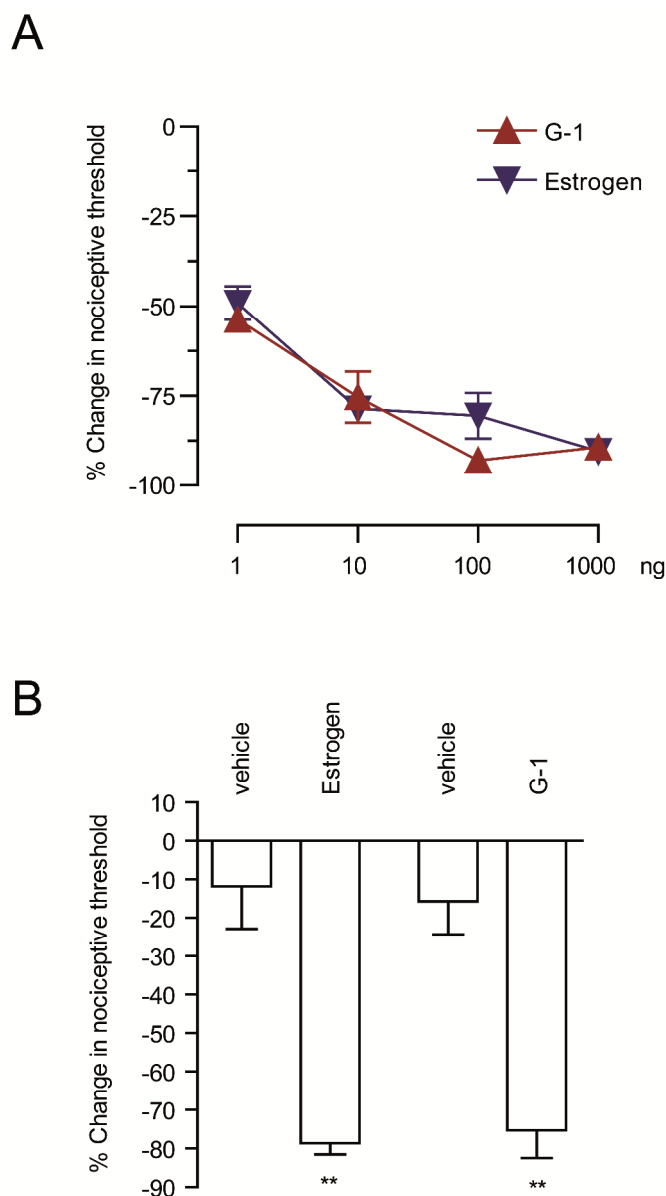 A
% Change in nociceptive threshold
0
-25
-50
-75
-100
G-1
Estrogen
1 10 100 1000 ng
B
vehicle Estrogen vehicle G-1
% Change in nociceptive threshold
10
0
-10
-20
-30
-40
-50
-60
-70
-80
-90
** **